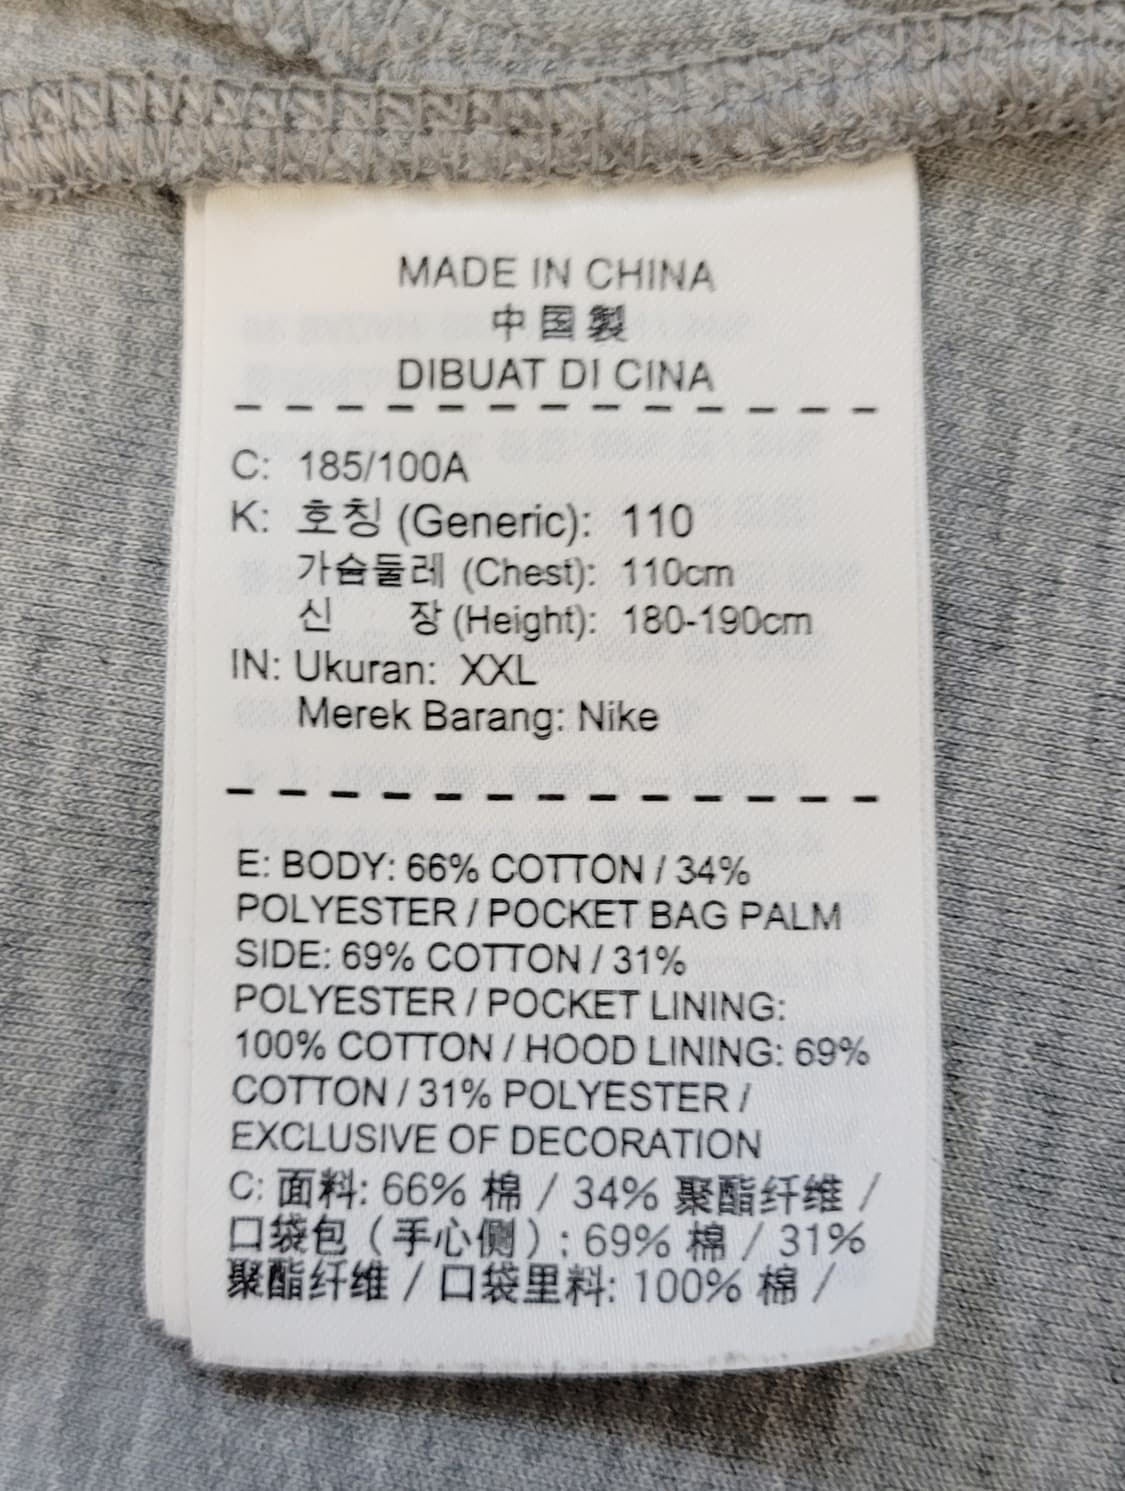 MADE IN CHINA
中国製
DIBUAT DI CINA
C: 185/100A
K: 호칭 (Generic): 110
가슴둘레 (Chest): 110cm
신 장 (Height): 180-190cm
IN: Ukuran: XXL
Merek Barang: Nike
E: BODY: 66% COTTON / 34%
POLYESTER / POCKET BAG PALM
SIDE: 69% COTTON / 31%
POLYESTER / POCKET LINING:
100% COTTON / HOOD LINING: 69%
COTTON / 31% POLYESTER /
EXCLUSIVE OF DECORATION
C: 面料: 66% 棉 / 34% 聚酯纤维 /
口袋包（手心侧）: 69% 棉 / 31%
聚酯纤维 / 口袋里料: 100% 棉 /